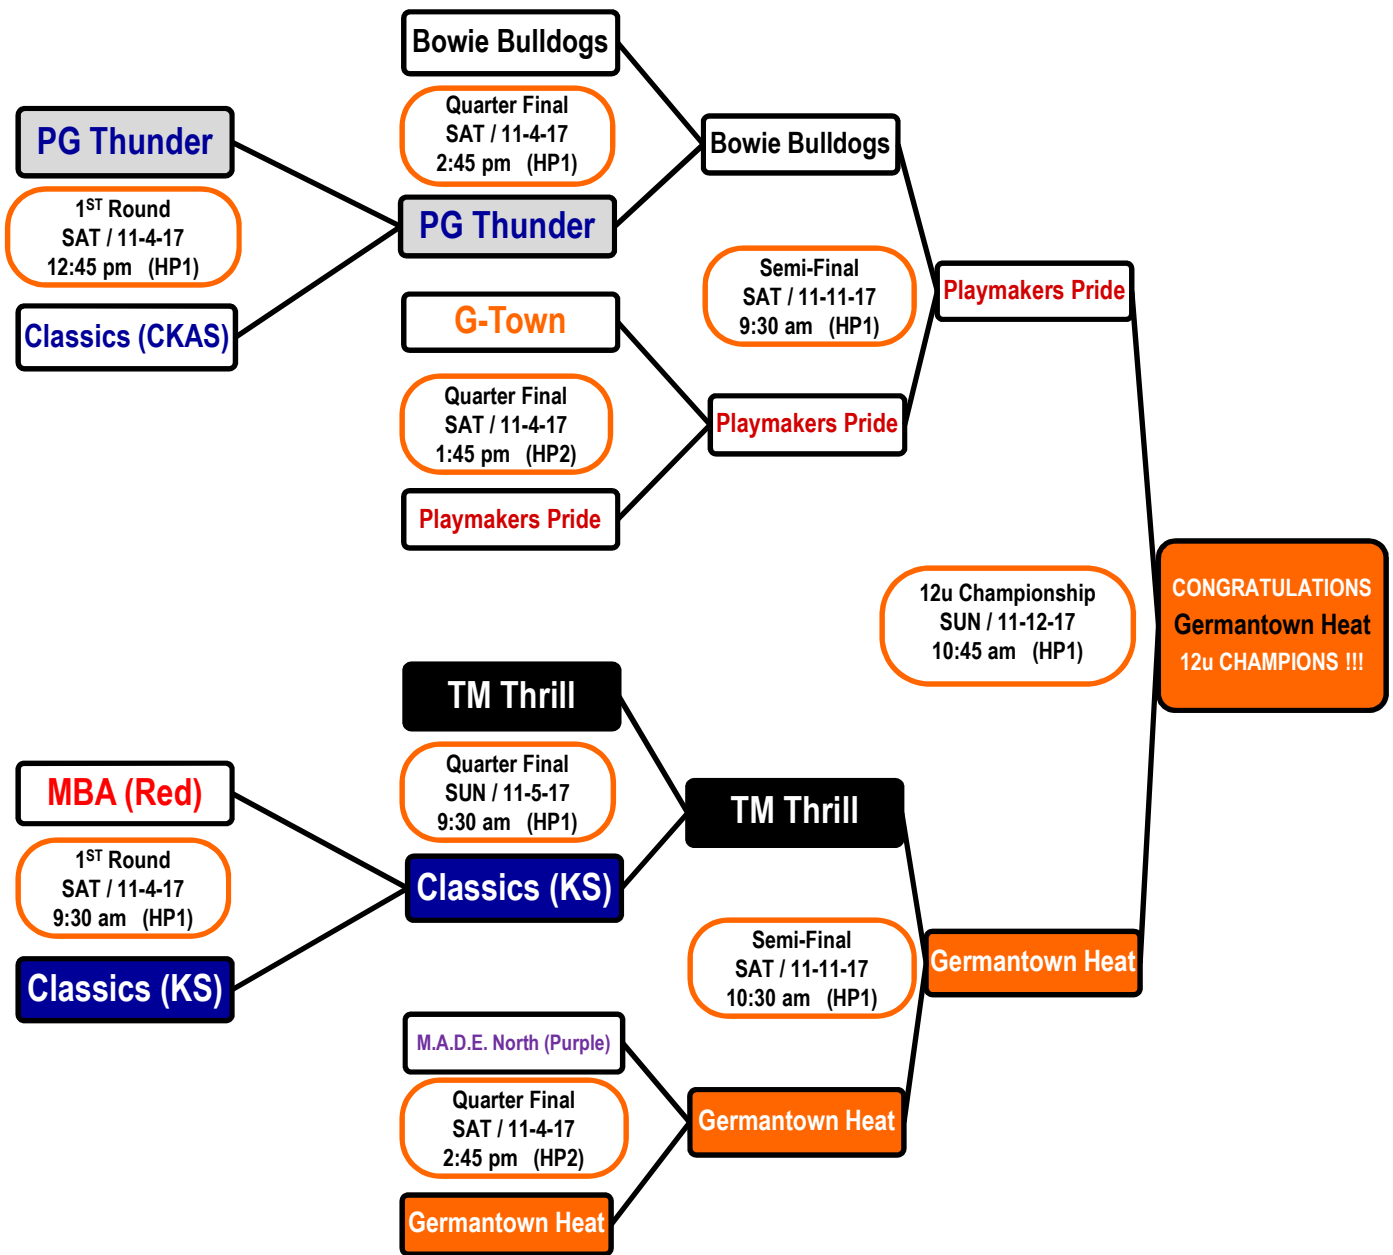 Bowie Bulldogs
Quarter Final
SAT / 11-4-17
2:45 pm (HP1)
PG Thunder
1ST Round
SAT / 11-4-17
12:45 pm (HP1)
Classics (CKAS)
PG Thunder
Bowie Bulldogs
G-Town
Quarter Final
SAT / 11-4-17
1:45 pm (HP2)
Playmakers Pride
Semi-Final
SAT / 11-11-17
9:30 am (HP1)
Playmakers Pride
Playmakers Pride
12u Championship
SUN / 11-12-17
10:45 am (HP1)
CONGRATULATIONS
Germantown Heat
12u CHAMPIONS !!!
TM Thrill
Quarter Final
SUN / 11-5-17
9:30 am (HP1)
MBA (Red)
1ST Round
SAT / 11-4-17
9:30 am (HP1)
Classics (KS)
Classics (KS)
TM Thrill
Semi-Final
SAT / 11-11-17
10:30 am (HP1)
Germantown Heat
M.A.D.E. North (Purple)
Quarter Final
SAT / 11-4-17
2:45 pm (HP2)
Germantown Heat
Germantown Heat